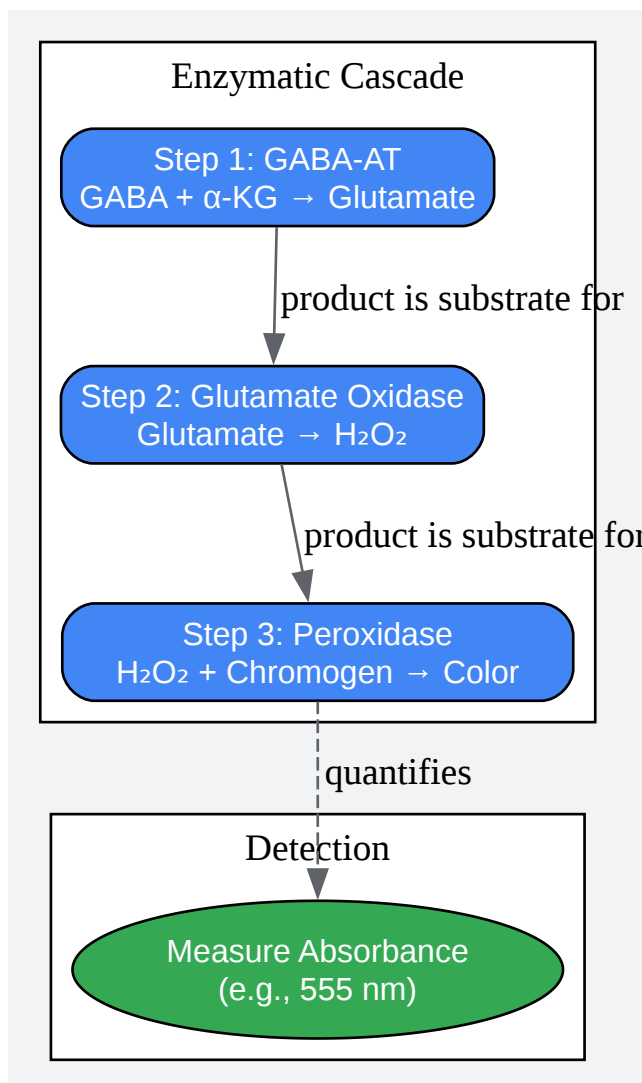 Enzymatic Cascade
Step 1: GABA-AT
GABA + α-KG → Glutamate
product is substrate for
Step 2: Glutamate Oxidase
Glutamate → H₂O₂
product is substrate for
Step 3: Peroxidase
H₂O₂ + Chromogen → Color
quantifies
Detection
Measure Absorbance
(e.g., 555 nm)